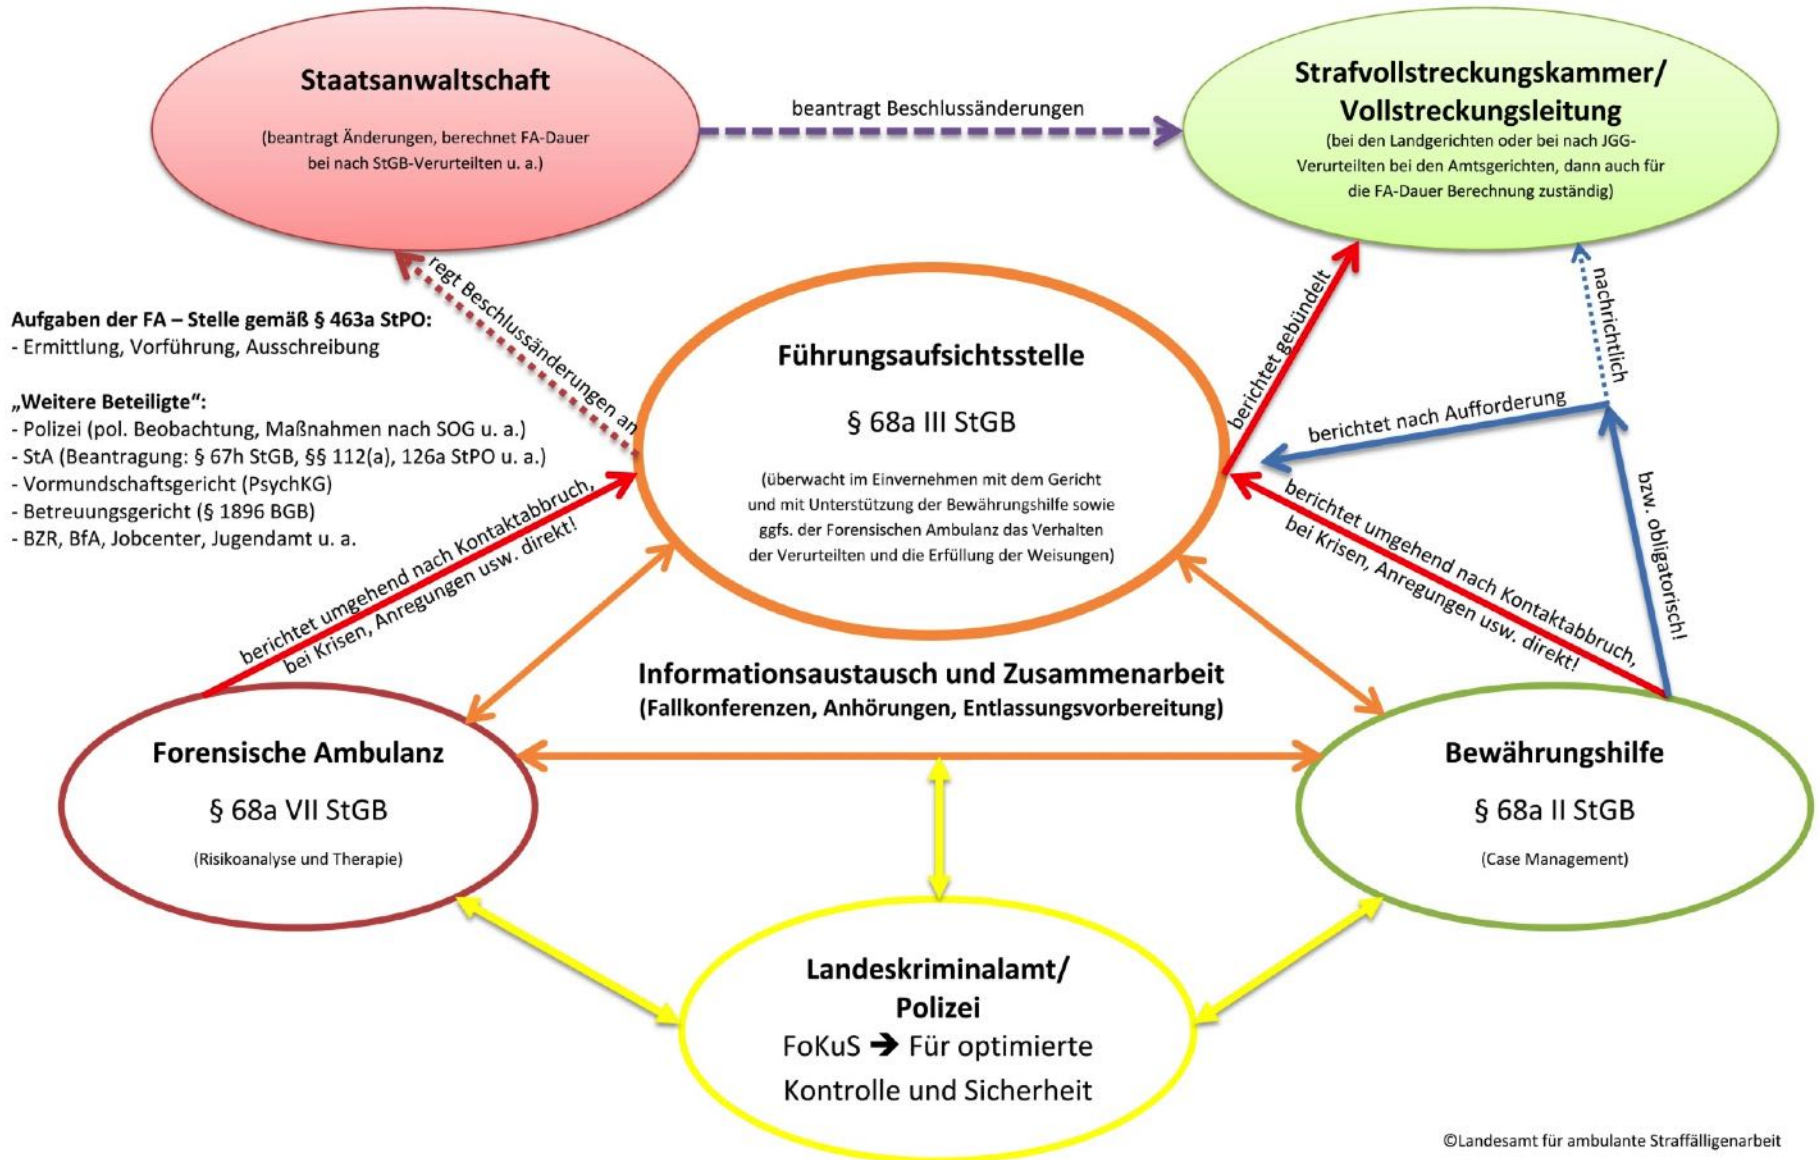 Staatsanwaltschaft
(beantragt Änderungen, berechnet FA-Dauer
bei nach StGB-Verurteilten u. a.)
beantragt Beschlussänderungen
Strafvollstreckungskammer/
Vollstreckungsleitung
(bei den Landgerichten oder bei nach JGG-
Verurteilten bei den Amtsgerichten, dann auch für
die FA-Dauer Berechnung zuständig)
regt Beschlussänderungen an
berichtet gebündelt
nachrichtlich
Aufgaben der FA – Stelle gemäß § 463a StPO:
- Ermittlung, Vorführung, Ausschreibung
„Weitere Beteiligte“:
- Polizei (pol. Beobachtung, Maßnahmen nach SOG u. a.)
- StA (Beantragung: § 67h StGB, §§ 112(a), 126a StPO u. a.)
- Vormundschaftsgericht (PsychKG)
- Betreuungsgericht (§ 1896 BGB)
- BZR, BfA, Jobcenter, Jugendamt u. a.
Führungsaufsichtsstelle
§ 68a III StGB
(überwacht im Einvernehmen mit dem Gericht
und mit Unterstützung der Bewährungshilfe sowie
ggfs. der Forensischen Ambulanz das Verhalten
der Verurteilten und die Erfüllung der Weisungen)
berichtet nach Aufforderung
bzw. obligatorisch!
berichtet umgehend nach Kontaktabbruch,
bei Krisen, Anregungen usw. direkt!
berichtet umgehend nach Kontaktabbruch,
bei Krisen, Anregungen usw. direkt!
Informationsaustausch und Zusammenarbeit
(Fallkonferenzen, Anhörungen, Entlassungsvorbereitung)
Forensische Ambulanz
§ 68a VII StGB
(Risikoanalyse und Therapie)
Bewährungshilfe
§ 68a II StGB
(Case Management)
Landeskriminalamt/
Polizei
FoKuS ➔ Für optimierte
Kontrolle und Sicherheit
©Landesamt für ambulante Straffälligenarbeit